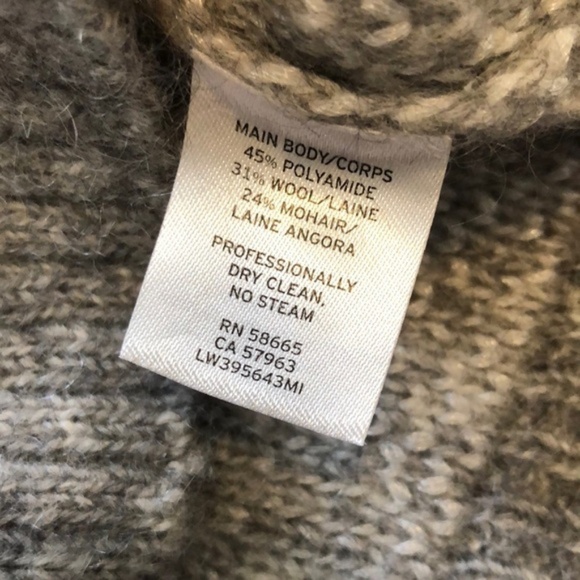 MAIN BODY/CORPS
45% POLYAMIDE
31% WOOL/LAINE
24% MOHAIR/
LAINE ANGORA
PROFESSIONALLY
DRY CLEAN,
NO STEAM
RN 58665
CA 57963
LW395643MI